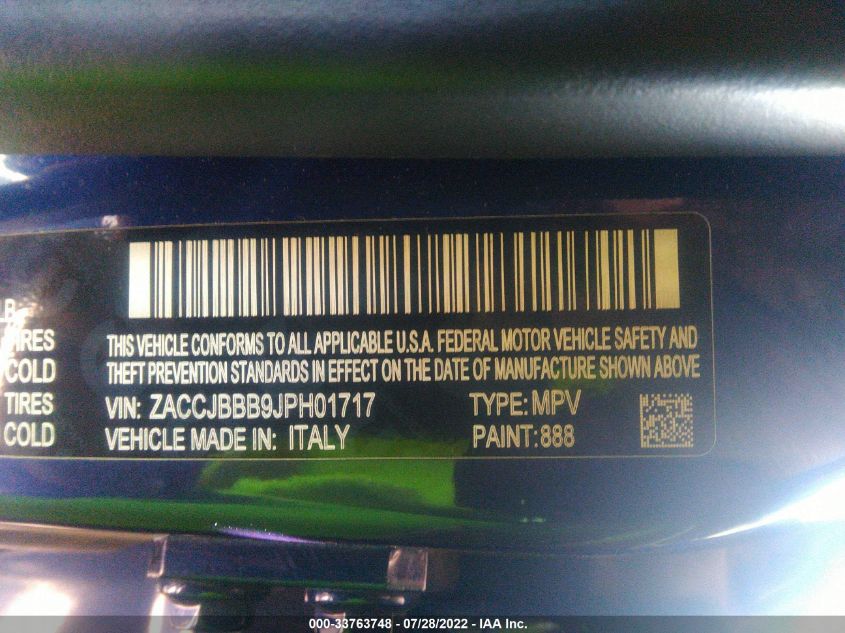 THIS VEHICLE CONFORMS TO ALL APPLICABLE U.S.A. FEDERAL MOTOR VEHICLE SAFETY AND
THEFT PREVENTION STANDARDS IN EFFECT ON THE DATE OF MANUFACTURE SHOWN ABOVE
VIN: ZACCJBBB9JPH01717 TYPE: MPV
VEHICLE MADE IN: ITALY PAINT: 888
TIRES
COLD
TIRES
COLD
000-33763748 - 07/28/2022 - IAA Inc.